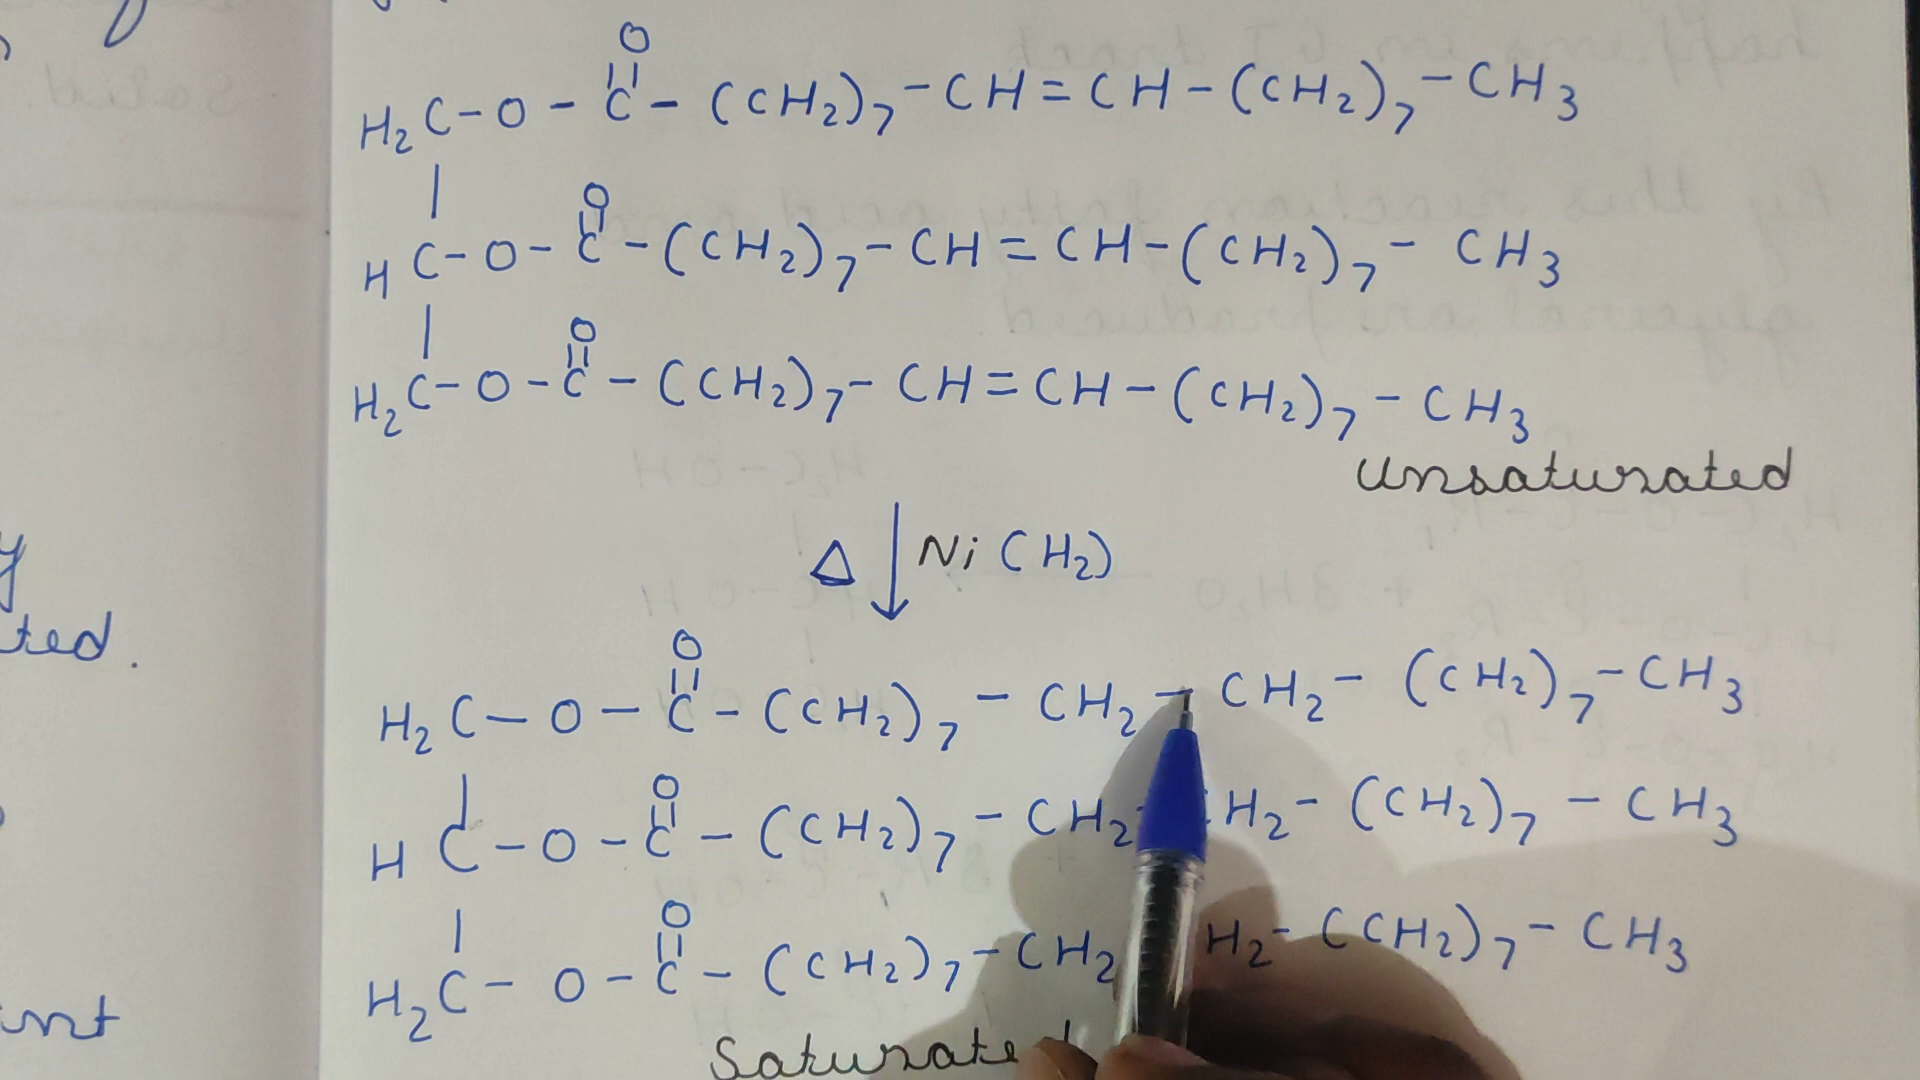 O
H₂C-O-C-(CH₂)₇-CH=CH-(CH₂)₇-CH₃
O
HC-O-C-(CH₂)₇-CH=CH-(CH₂)₇-CH₃
O
H₂C-O-C-(CH₂)₇-CH=CH-(CH₂)₇-CH₃
Unsaturated
Δ Ni (H₂)
O
H₂C-O-C-(CH₂)₇-CH₂-CH₂-(CH₂)₇-CH₃
O
HC-O-C-(CH₂)₇-CH₂- H₂-(CH₂)₇-CH₃
O
H₂C-O-C-(CH₂)₇-CH₂ H₂-(CH₂)₇-CH₃
Saturated
ted.